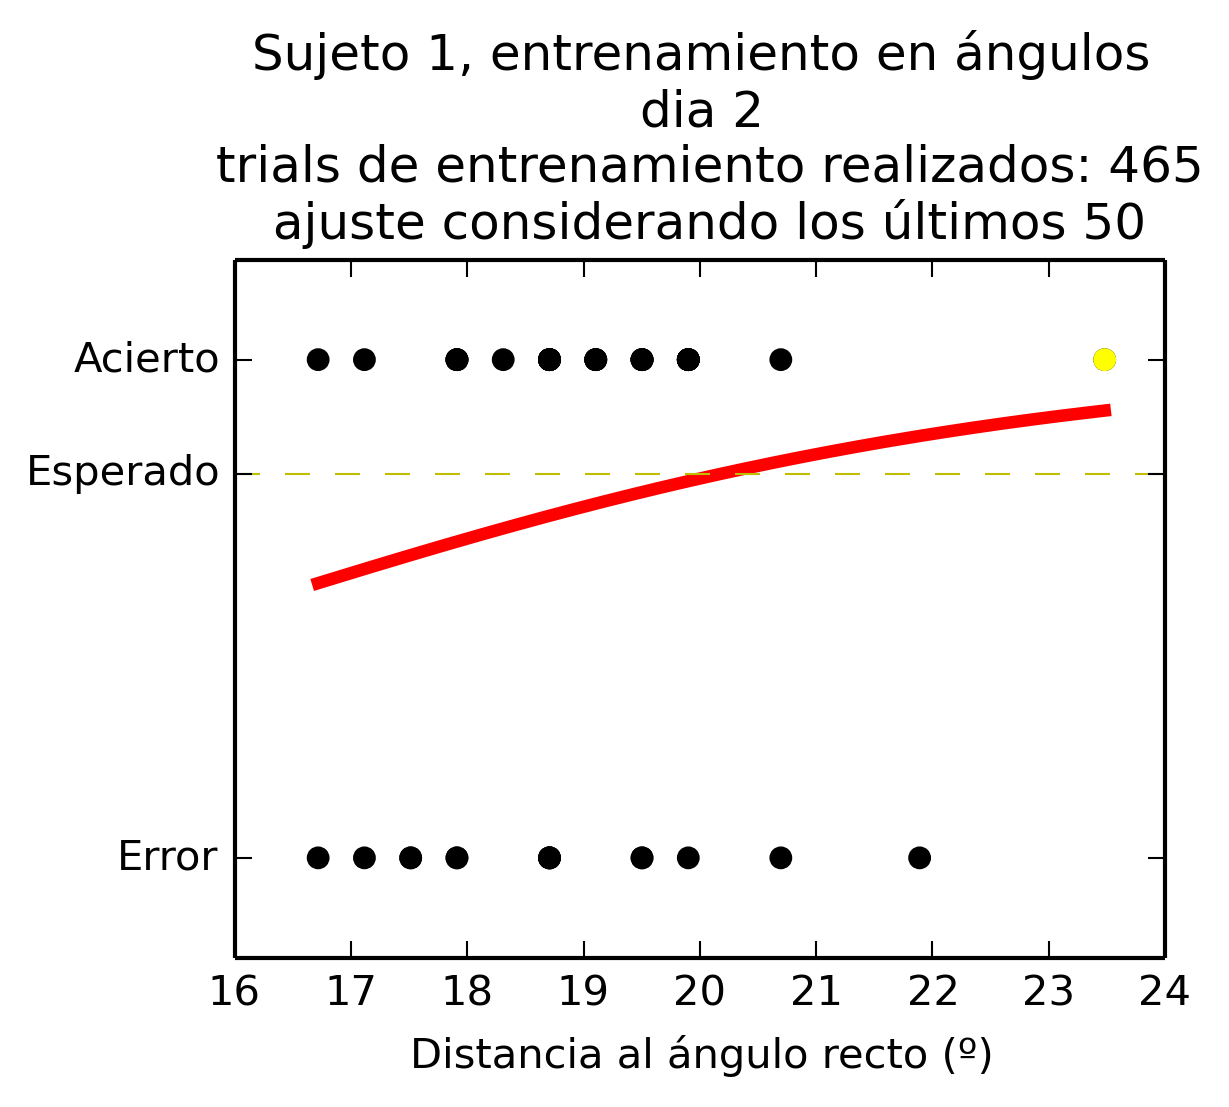 Sujeto 1, entrenamiento en ángulos
dia 2
trials de entrenamiento realizados: 465
ajuste considerando los últimos 50
Acierto
Esperado
Error
16 17 18 19 20 21 22 23 24
Distancia al ángulo recto (º)